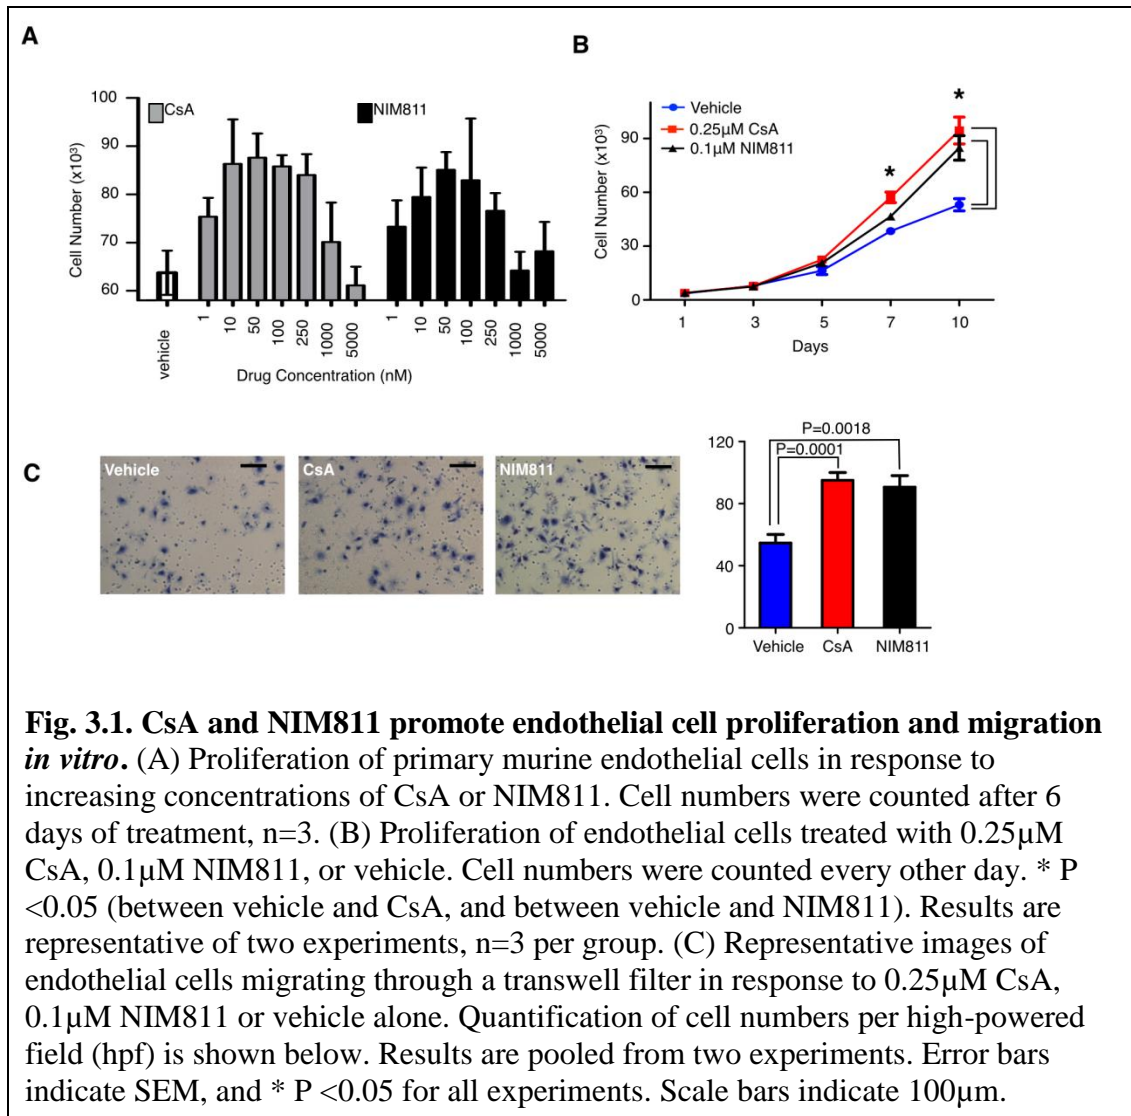 A
CsA
NIM811
Cell Number (x10³)
100
90
80
70
60
vehicle
1
10
50
100
250
1000
5000
1
10
50
100
250
1000
5000
Drug Concentration (nM)
B
Vehicle
0.25µM CsA
0.1µM NIM811
Cell Number (x10³)
90
60
30
0
*
*
1
3
5
7
10
Days
C
Vehicle
CsA
NIM811
P=0.0018
P=0.0001
120
80
40
0
Vehicle
CsA
NIM811
Fig. 3.1. CsA and NIM811 promote endothelial cell proliferation and migration
in vitro. (A) Proliferation of primary murine endothelial cells in response to
increasing concentrations of CsA or NIM811. Cell numbers were counted after 6
days of treatment, n=3. (B) Proliferation of endothelial cells treated with 0.25µM
CsA, 0.1µM NIM811, or vehicle. Cell numbers were counted every other day. * P
<0.05 (between vehicle and CsA, and between vehicle and NIM811). Results are
representative of two experiments, n=3 per group. (C) Representative images of
endothelial cells migrating through a transwell filter in response to 0.25µM CsA,
0.1µM NIM811 or vehicle alone. Quantification of cell numbers per high-powered
field (hpf) is shown below. Results are pooled from two experiments. Error bars
indicate SEM, and * P <0.05 for all experiments. Scale bars indicate 100µm.